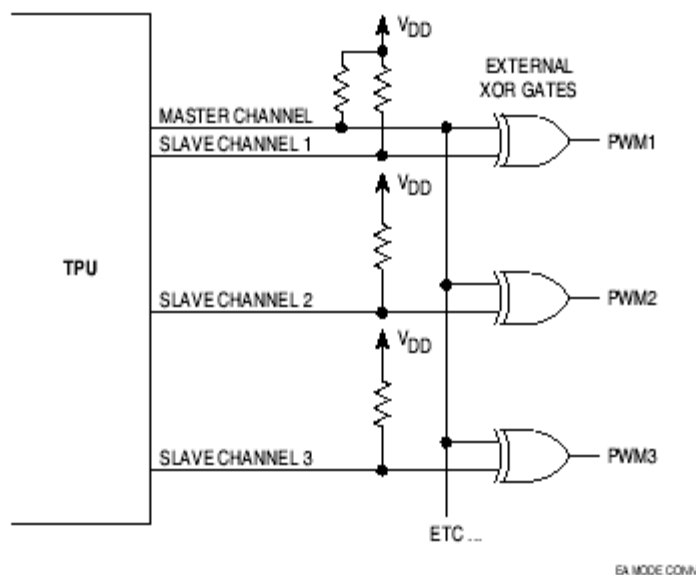 VDD
EXTERNAL
XOR GATES
MASTER CHANNEL
SLAVE CHANNEL 1
PWM1
VDD
TPU
SLAVE CHANNEL 2
PWM2
VDD
SLAVE CHANNEL 3
PWM3
ETC ...
EA MODE CONN